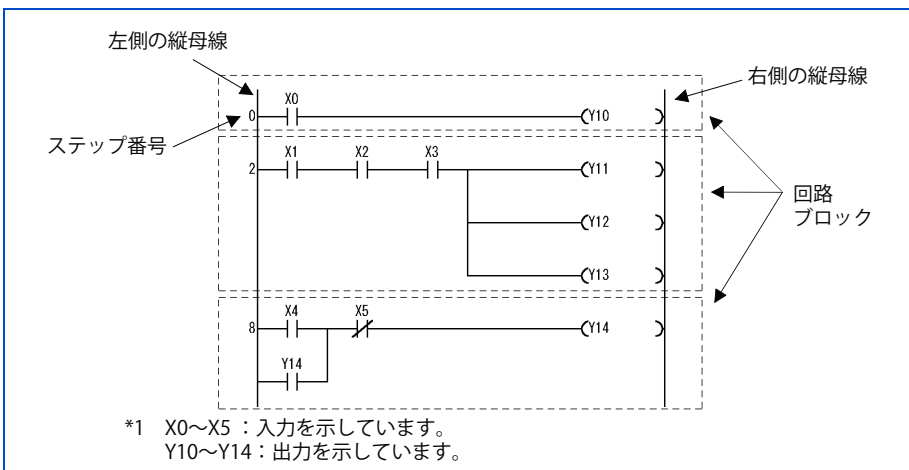 左側の縦母線
右側の縦母線
X0
0
Y10
ステップ番号
X1 X2 X3
2
Y11
回路
ブロック
Y12
Y13
X4 X5
8
Y14
Y14
*1 X0～X5：入力を示しています。
Y10～Y14：出力を示しています。